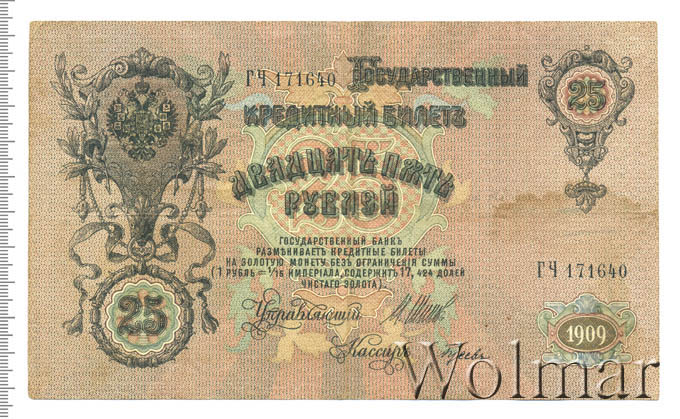 ГЧ 171640 Государственный
25
Кредитный Билетъ
Двадцать пять
рублей
Государственный банкъ
размѣниваетъ кредитные билеты
на золотую монету безъ ограниченія суммы
(1 рубль = 1/15 имперіала, содержитъ 17,424 долей
чистаго золота).
ГЧ 171640
25
Управляющій
1909
Кассиръ
Wolmar